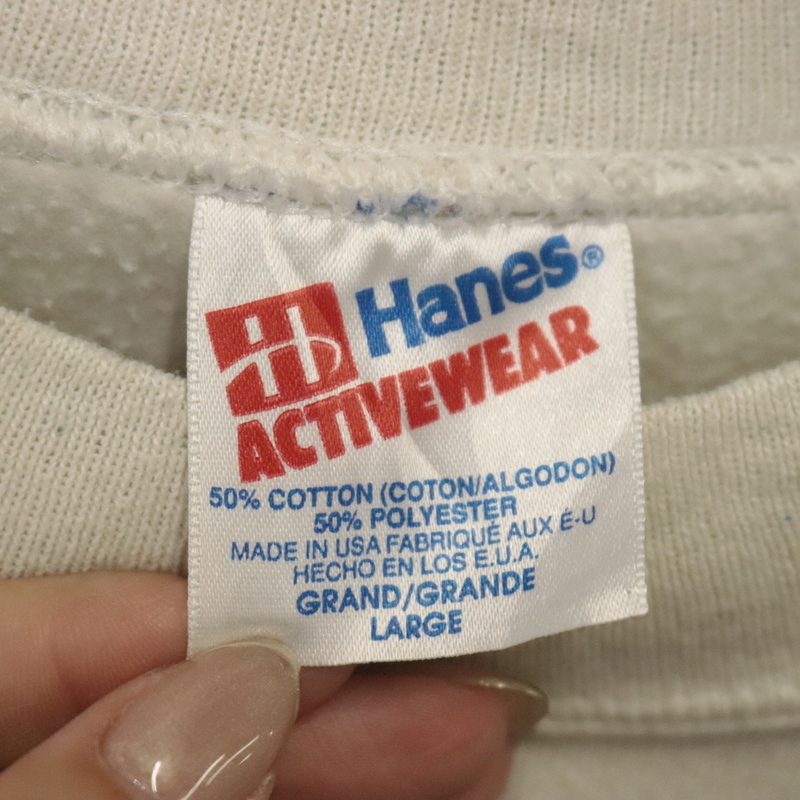 H Hanes®
ACTIVEWEAR
50% COTTON (COTON/ALGODON)
50% POLYESTER
MADE IN USA FABRIQUÉ AUX É-U
HECHO EN LOS E.U.A.
GRAND/GRANDE
LARGE